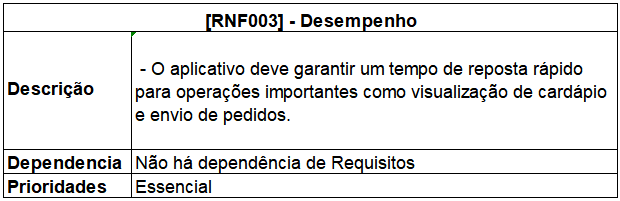 [RNF003] - Desempenho
Descrição
- O aplicativo deve garantir um tempo de reposta rápido
para operações importantes como visualização de cardápio
e envio de pedidos.
Dependencia Não há dependência de Requisitos
Prioridades Essencial